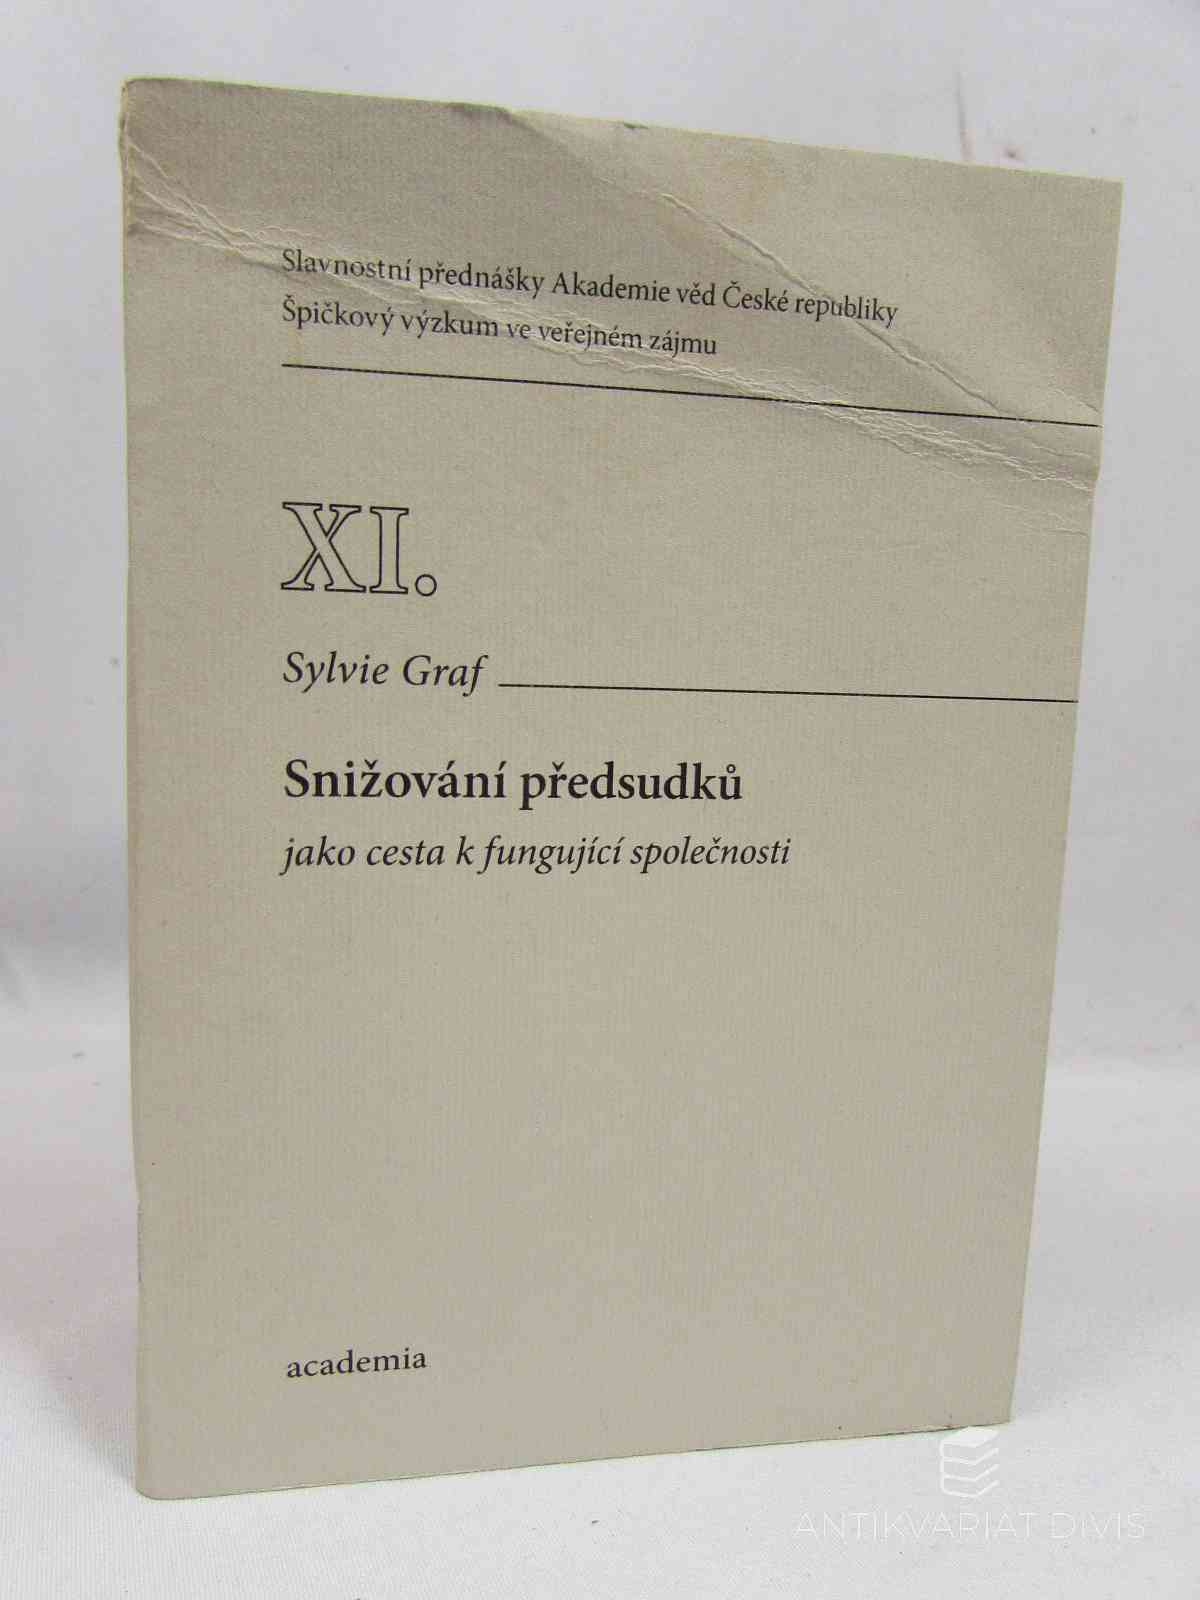 Slavnostní přednášky Akademie věd České republiky
Špičkový výzkum ve veřejném zájmu
XI.
Sylvie Graf
Snižování předsudků
jako cesta k fungující společnosti
academia
ANTIKVARIAT DIVIS